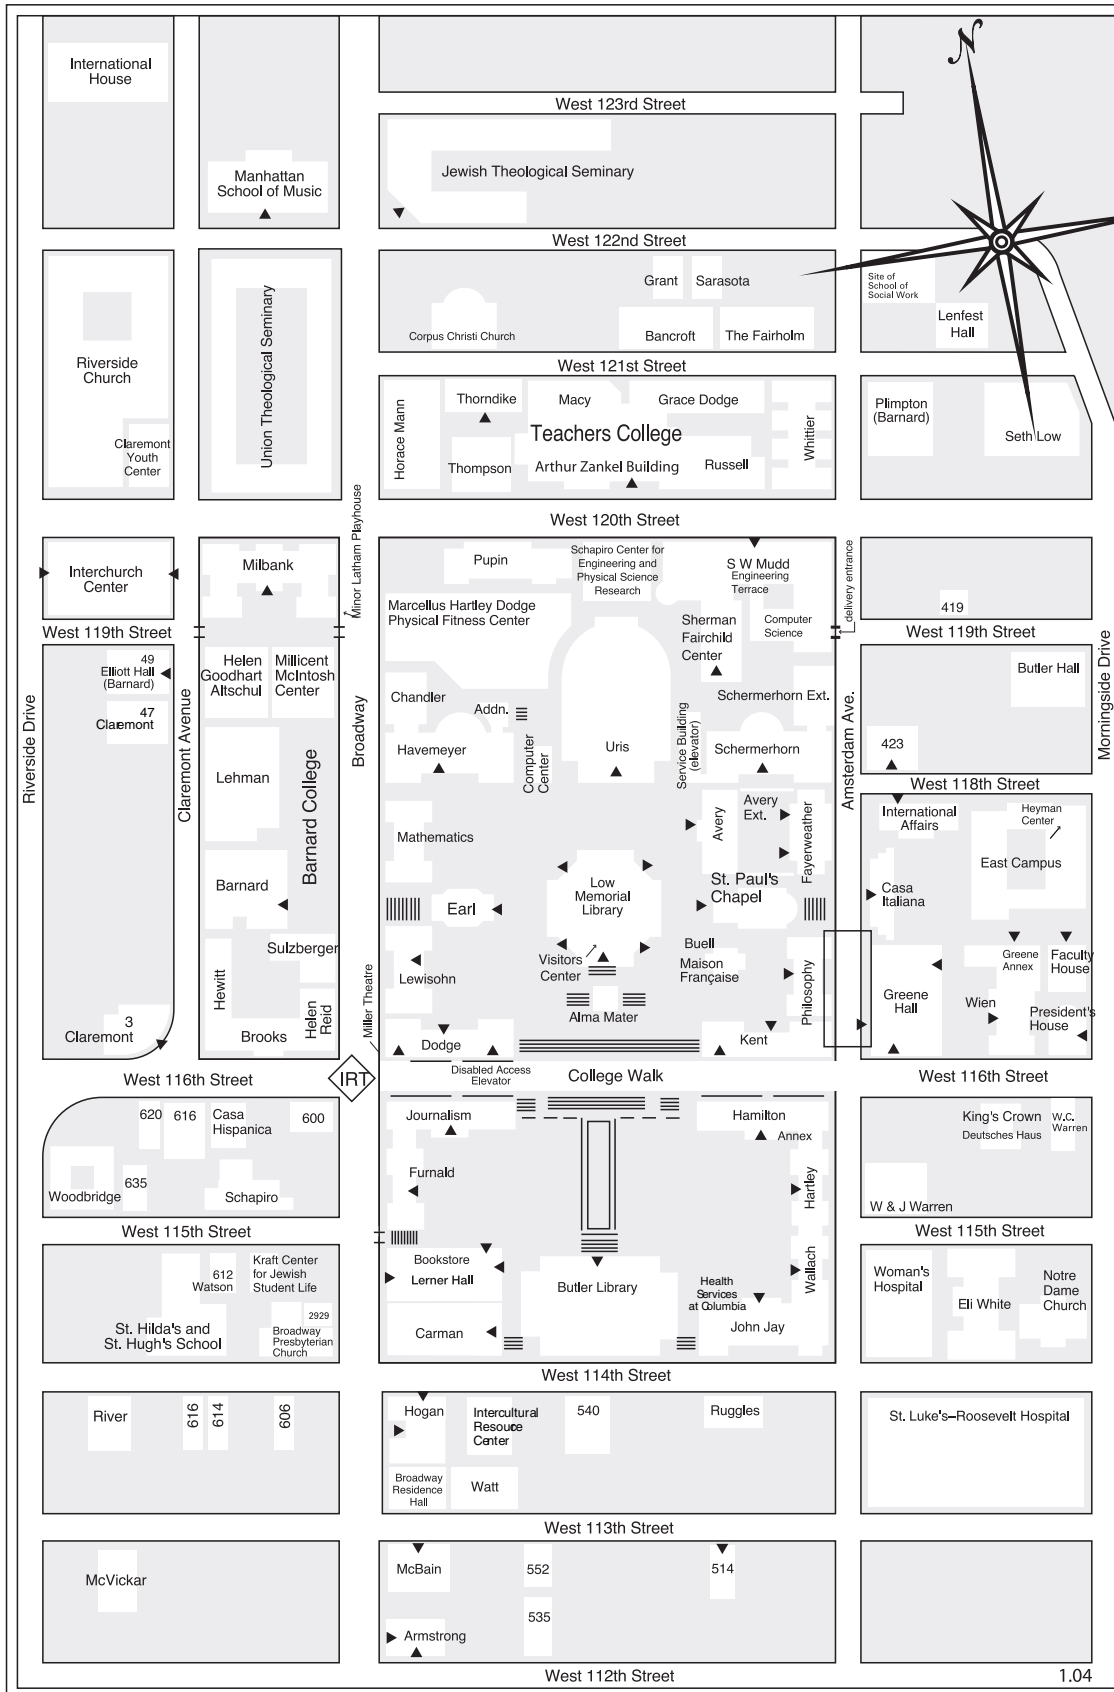 International
House
N
West 123rd Street
Manhattan
School of Music
Jewish Theological Seminary
West 122nd Street
Grant
Sarasota
Site of
School of
Social Work
Lenfest
Hall
Corpus Christi Church
Bancroft
The Fairholm
Riverside
Church
Union Theological Seminary
West 121st Street
Claremont
Youth
Center
Horace Mann
Thorndike
Macy
Grace Dodge
Teachers College
Thompson
Arthur Zankel Building
Russell
Whittier
Plimpton
(Barnard)
Seth Low
West 120th Street
Minor Latham Playhouse
Interchurch
Center
Milbank
Pupin
Schapiro Center for
Engineering and
Physical Science
Research
S W Mudd
Engineering
Terrace
delivery entrance
419
Marcellus Hartley Dodge
Physical Fitness Center
Sherman
Fairchild
Center
Computer
Science
West 119th Street
West 119th Street
49
Elliott Hall
(Barnard)
47
Claremont
Helen
Goodhart
Altschul
Millicent
McIntosh
Center
Chandler
Addn.
Schermerhorn Ext.
Butler Hall
Riverside Drive
Claremont Avenue
Broadway
Amsterdam Ave.
Morningside Drive
Lehman
Barnard College
Havemeyer
Computer
Center
Uris
Service Building
(elevator)
Schermerhorn
423
West 118th Street
Mathematics
Avery
Avery
Ext.
Fayerweather
International
Affairs
Heyman
Center
East Campus
Barnard
Earl
Low
Memorial
Library
St. Paul's
Chapel
Casa
Italiana
Hewitt
Sulzberger
Helen
Reid
Brooks
Lewisohn
Visitors
Center
Buell
Maison
Française
Philosophy
Greene
Hall
Greene
Annex
Faculty
House
Wien
President's
House
3
Claremont
Miller Theatre
Dodge
Alma Mater
Kent
Disabled Access
Elevator
West 116th Street
IRT
College Walk
West 116th Street
620
616
Casa
Hispanica
600
Journalism
Hamilton
Annex
King's Crown
Deutsches Haus
W.C.
Warren
Woodbridge
635
Schapiro
Furnald
Hartley
W & J Warren
West 115th Street
West 115th Street
612
Watson
Kraft Center
for Jewish
Student Life
Bookstore
Lerner Hall
Butler Library
Health
Services
at Columbia
Wallach
Woman's
Hospital
Eli White
Notre
Dame
Church
St. Hilda's and
St. Hugh's School
2929
Broadway
Presbyterian
Church
Carman
John Jay
West 114th Street
River
616
614
606
Hogan
Intercultural
Resource
Center
540
Ruggles
St. Luke's–Roosevelt Hospital
Broadway
Residence
Hall
Watt
West 113th Street
McVickar
McBain
552
514
535
Armstrong
West 112th Street
1.04